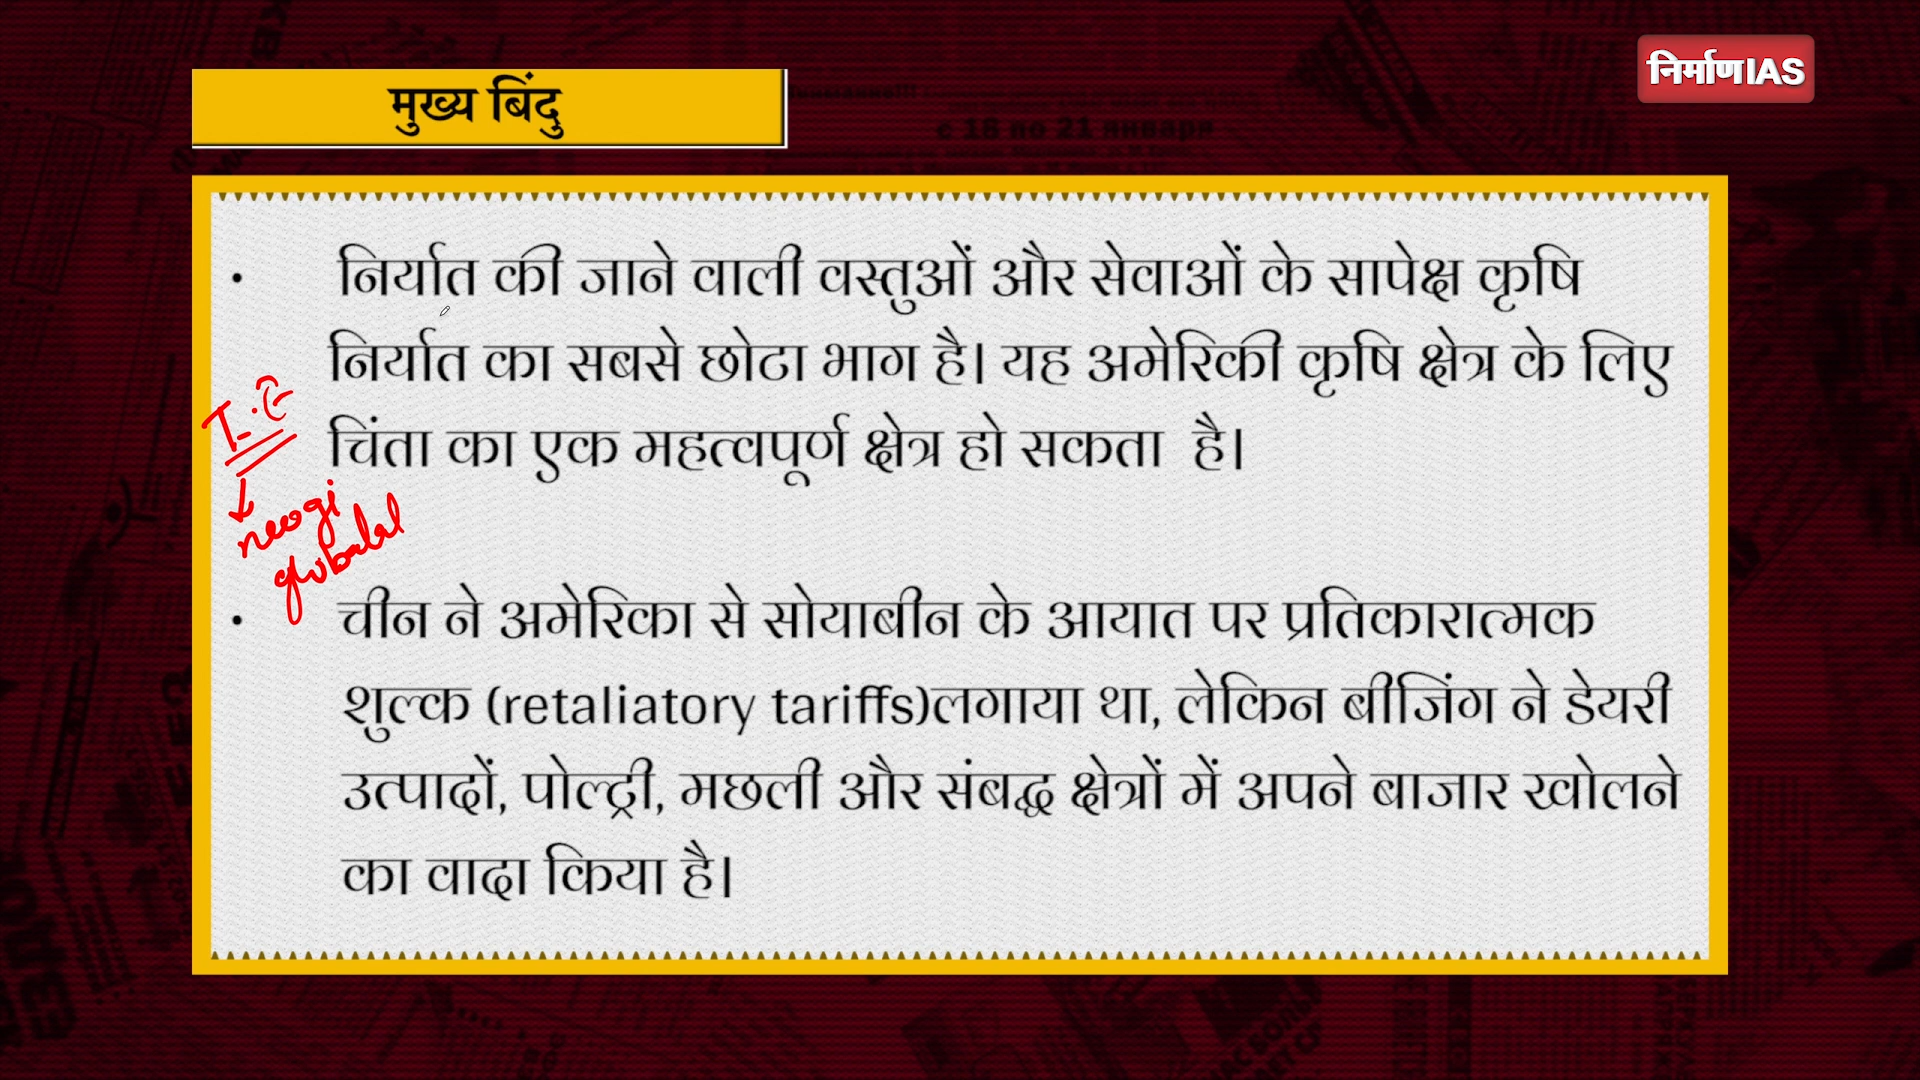 निर्माण IAS
मुख्य बिंदु
• निर्यात की जाने वाली वस्तुओं और सेवाओं के सापेक्ष कृषि
निर्यात का सबसे छोटा भाग है। यह अमेरिकी कृषि क्षेत्र के लिए
चिंता का एक महत्वपूर्ण क्षेत्र हो सकता है।
• चीन ने अमेरिका से सोयाबीन के आयात पर प्रतिकारात्मक
शुल्क (retaliatory tariffs)लगाया था, लेकिन बीजिंग ने डेयरी
उत्पादों, पोल्ट्री, मछली और संबद्ध क्षेत्रों में अपने बाजार खोलने
का वादा किया है।